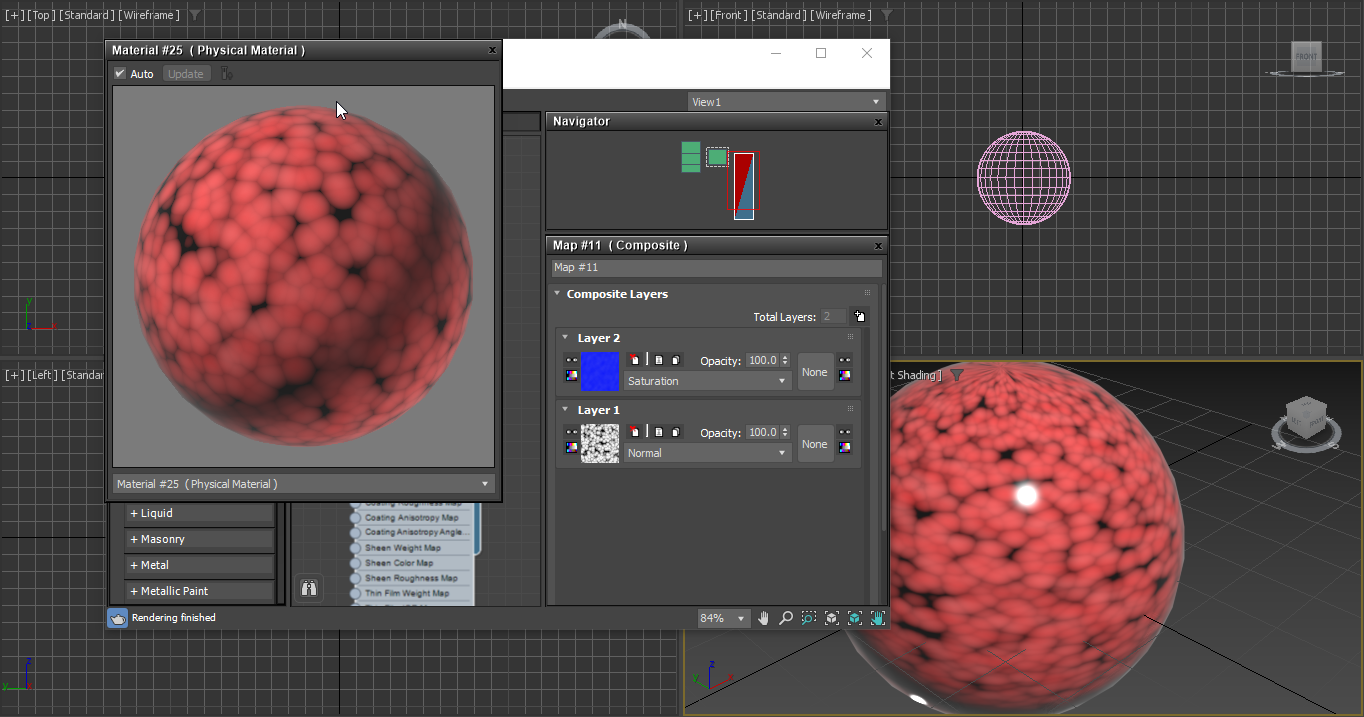 [+] [Top ] [Standard ] [Wireframe ]
N
[+] [Front ] [Standard ] [Wireframe ]
FRONT
Material #25 ( Physical Material )
Auto
Update
View1
Navigator
Map #11 ( Composite )
Map #11
Composite Layers
Total Layers: 2
Layer 2
Opacity: 100.0
None
Saturation
Layer 1
Opacity: 100.0
None
Normal
y
[+] [Left ] [Standar
t Shading ]
Material #25 ( Physical Material )
+ Liquid
+ Masonry
+ Metal
+ Metallic Paint
Coating Roughness Map
Coating Anisotropy Map
Coating Anisotropy Angle...
Sheen Weight Map
Sheen Color Map
Sheen Roughness Map
Thin Film Weight Map
Rendering finished
84%
z
y
z
y
x